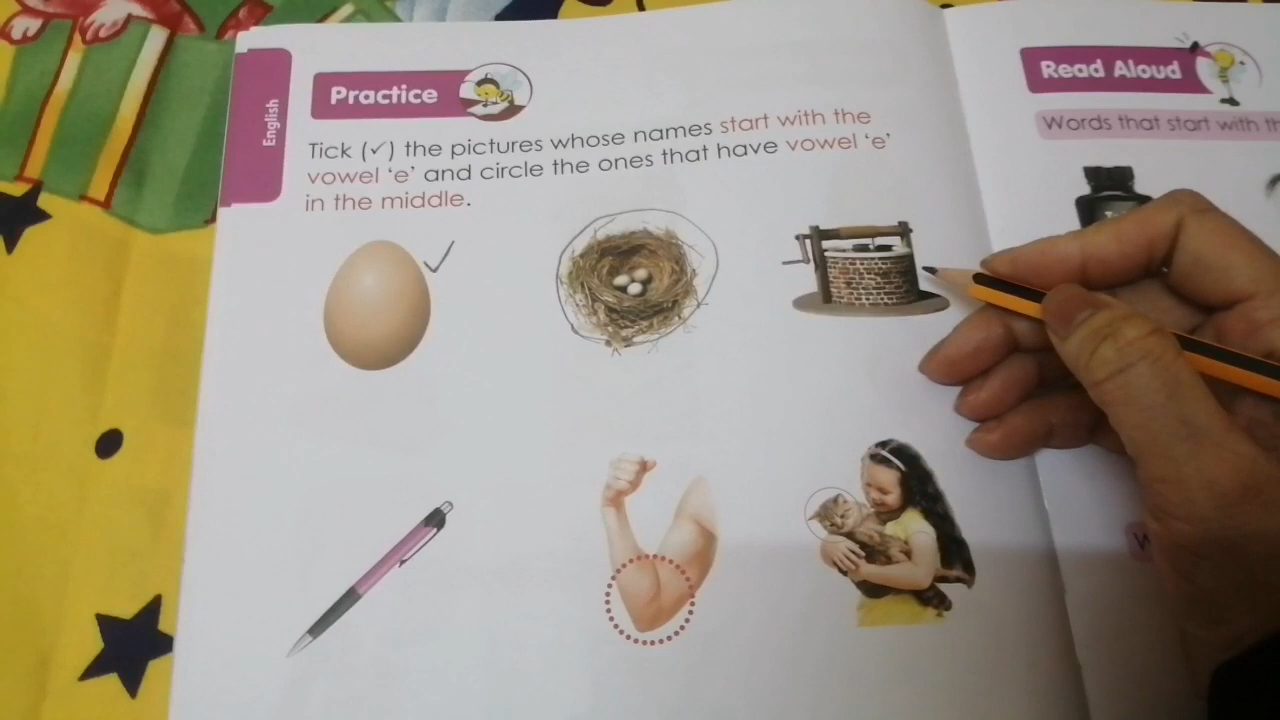 English
Practice
Tick (✓) the pictures whose names start with the
vowel ‘e’ and circle the ones that have vowel ‘e’
in the middle.
Read Aloud
Words that start with